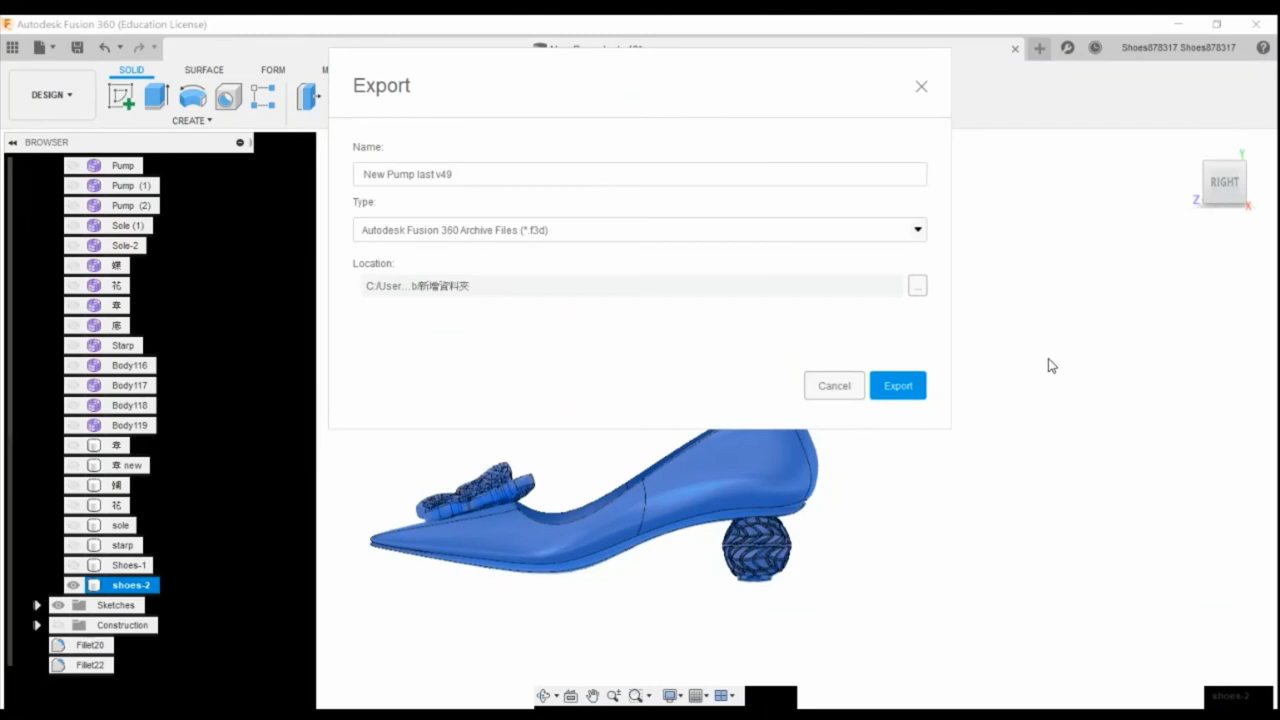 Autodesk Fusion 360 (Education License)
Shoes878317 Shoes878317
SOLID SURFACE FORM
DESIGN
CREATE
BROWSER
Pump
Pump (1)
Pump (2)
Sole (1)
Sole-2
花
章
底
Starp
Body116
Body117
Body118
Body119
章
章 new
花
sole
starp
Shoes-1
shoes-2
Sketches
Construction
Fillet20
Fillet22
Export
Name:
New Pump last v49
Type:
Autodesk Fusion 360 Archive Files (*.f3d)
Location:
C:/User...b/新增資料夾
...
Cancel Export
Y
RIGHT
Z
X
shoes-2